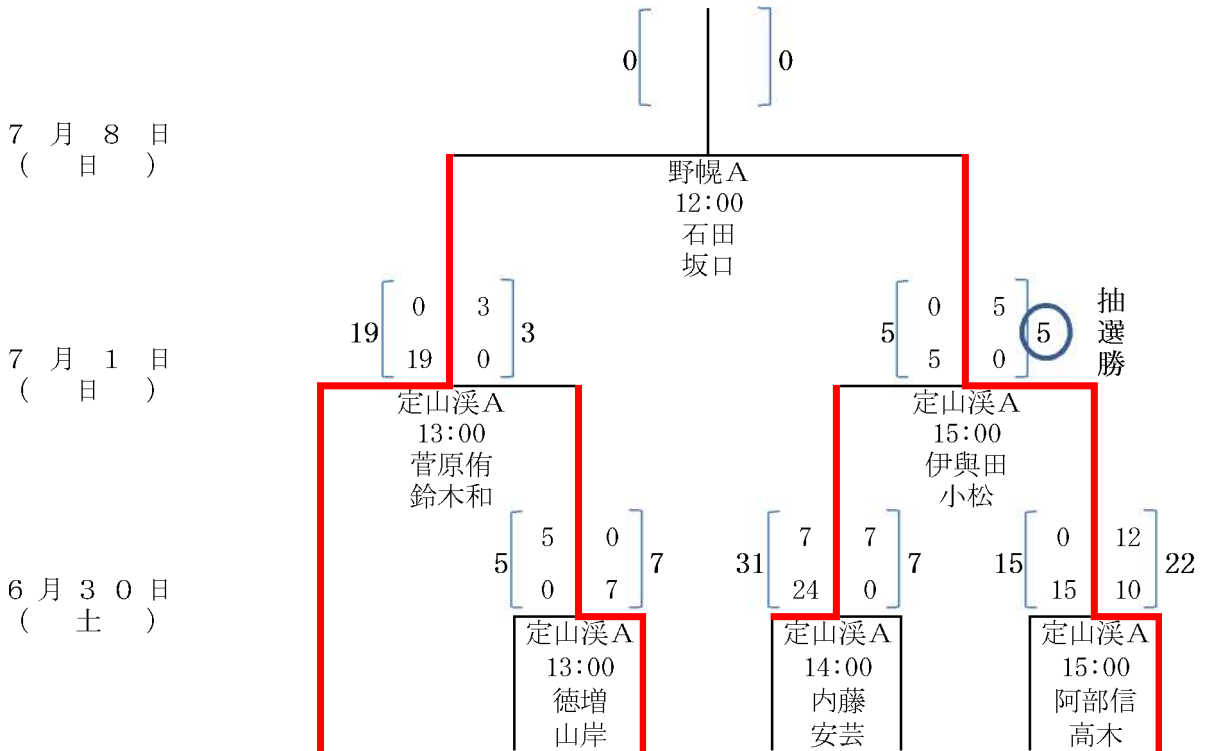 0 0
７月８日
（日）
野幌Ａ
12:00
石田
坂口
0 3
19 3
19 0
0 5
5 5
5 0
抽選勝
７月１日
（日）
定山渓Ａ
13:00
菅原侑
鈴木和
定山渓Ａ
15:00
伊與田
小松
5 0
5 7
0 7
7 7
31 7
24 0
0 12
15 22
15 10
６月３０日
（土）
定山渓Ａ
13:00
徳増
山岸
定山渓Ａ
14:00
内藤
安芸
定山渓Ａ
15:00
阿部信
高木